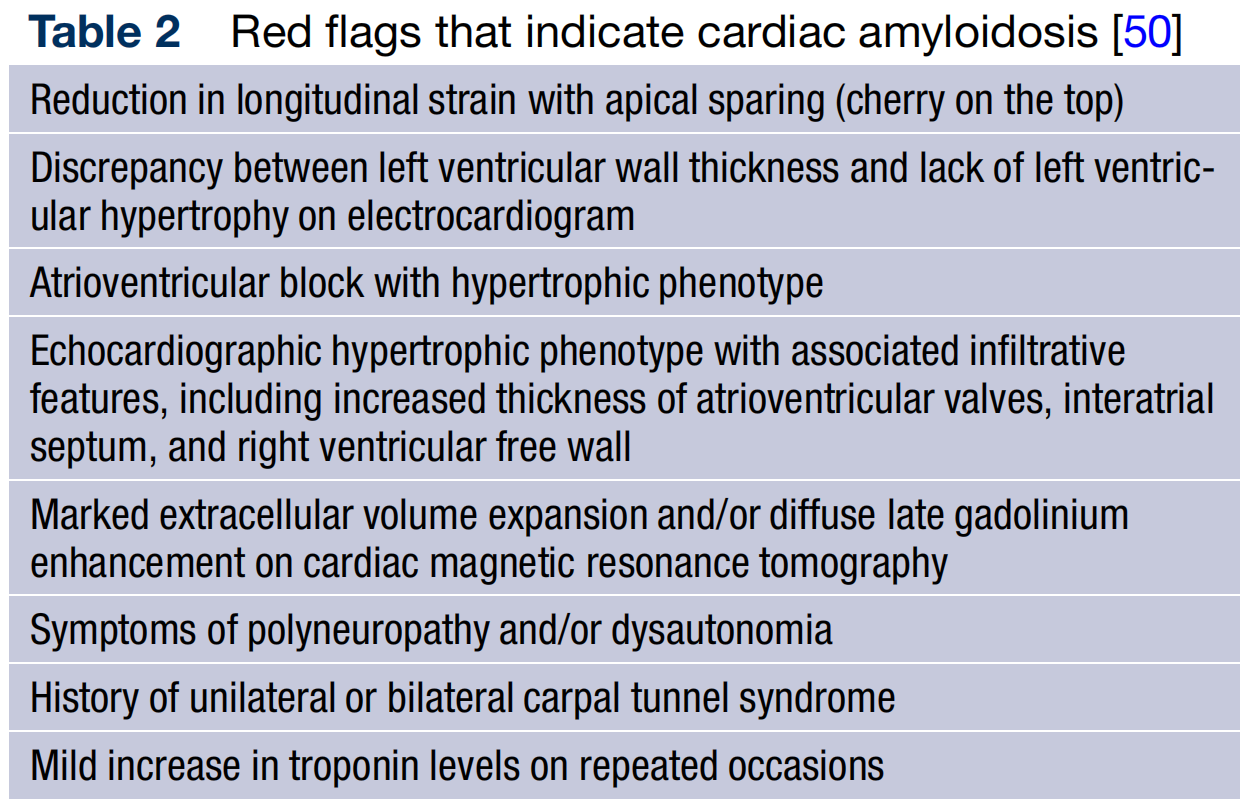 Table 2 Red flags that indicate cardiac amyloidosis [50]
Reduction in longitudinal strain with apical sparing (cherry on the top)
Discrepancy between left ventricular wall thickness and lack of left ventric-
ular hypertrophy on electrocardiogram
Atrioventricular block with hypertrophic phenotype
Echocardiographic hypertrophic phenotype with associated infiltrative
features, including increased thickness of atrioventricular valves, interatrial
septum, and right ventricular free wall
Marked extracellular volume expansion and/or diffuse late gadolinium
enhancement on cardiac magnetic resonance tomography
Symptoms of polyneuropathy and/or dysautonomia
History of unilateral or bilateral carpal tunnel syndrome
Mild increase in troponin levels on repeated occasions